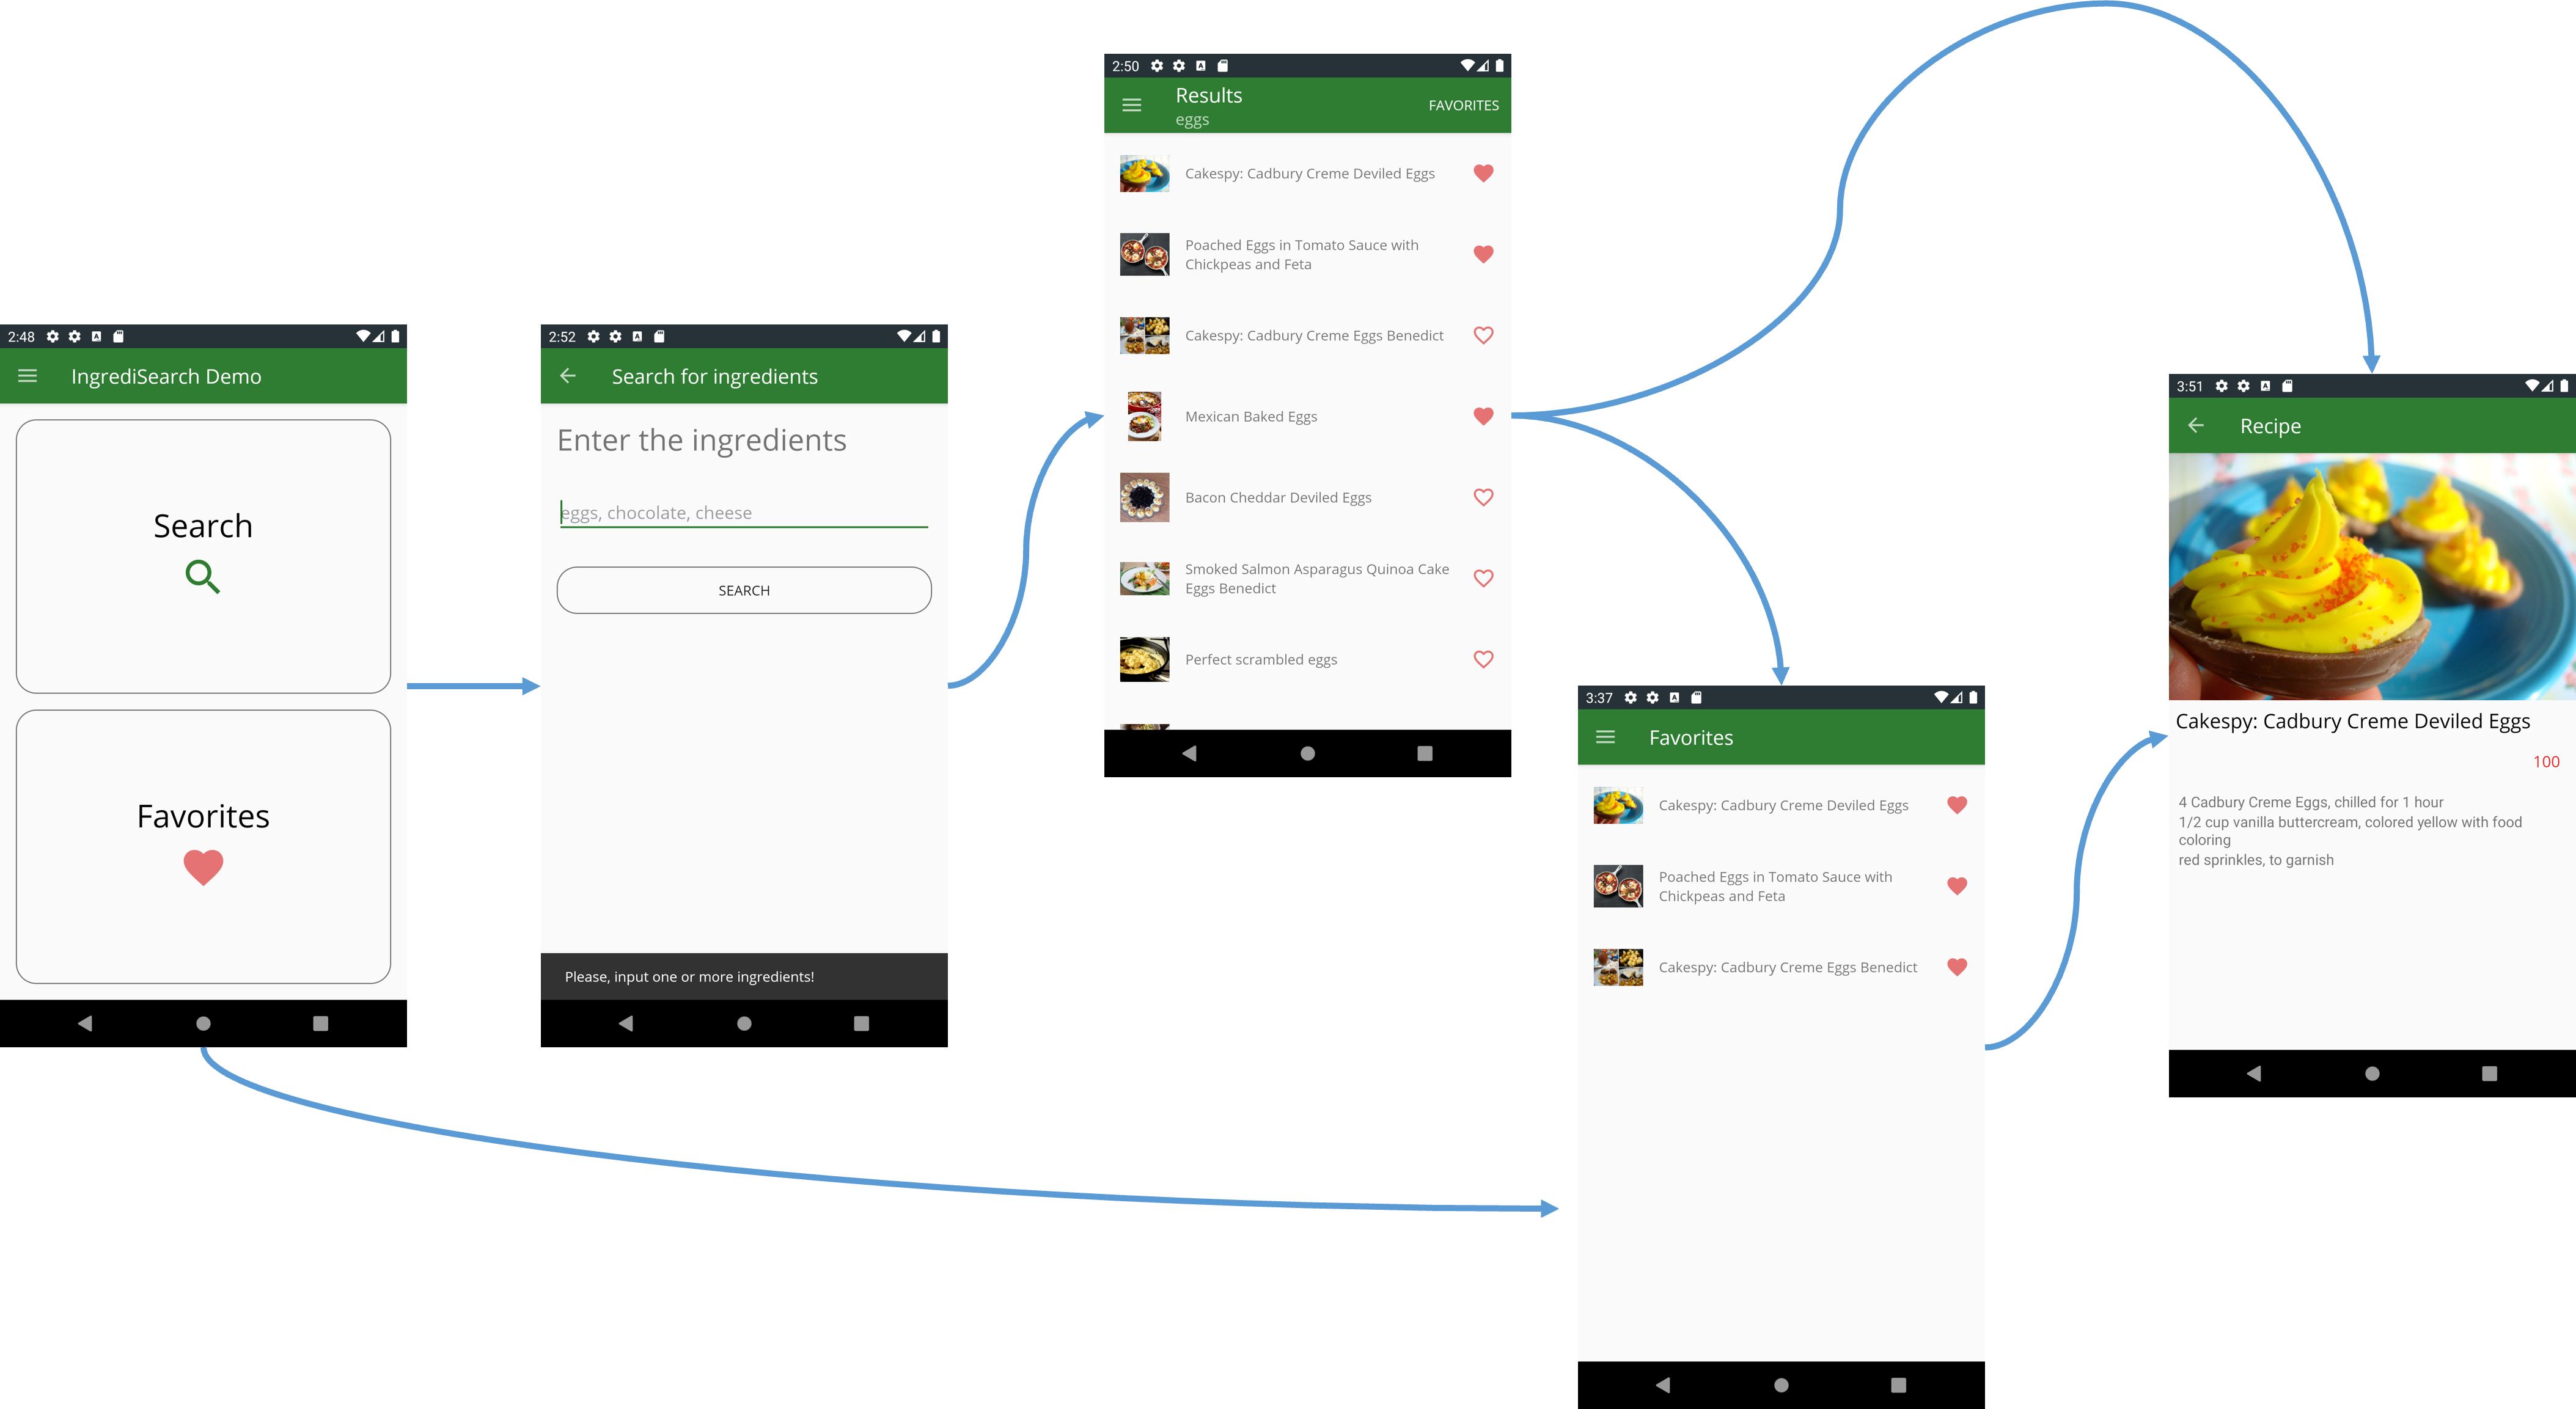 2:48
IngrediSearch Demo
Search
Favorites
2:52
Search for ingredients
Enter the ingredients
eggs, chocolate, cheese
SEARCH
Please, input one or more ingredients!
2:50
Results
eggs
FAVORITES
Cakespy: Cadbury Creme Deviled Eggs
Poached Eggs in Tomato Sauce with
Chickpeas and Feta
Cakespy: Cadbury Creme Eggs Benedict
Mexican Baked Eggs
Bacon Cheddar Deviled Eggs
Smoked Salmon Asparagus Quinoa Cake
Eggs Benedict
Perfect scrambled eggs
3:37
Favorites
Cakespy: Cadbury Creme Deviled Eggs
Poached Eggs in Tomato Sauce with
Chickpeas and Feta
Cakespy: Cadbury Creme Eggs Benedict
3:51
Recipe
Cakespy: Cadbury Creme Deviled Eggs
100
4 Cadbury Creme Eggs, chilled for 1 hour
1/2 cup vanilla buttercream, colored yellow with food
coloring
red sprinkles, to garnish